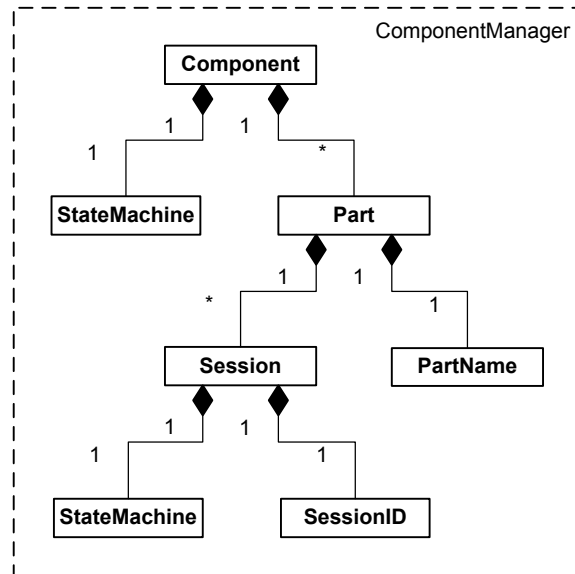 ComponentManager
Component
1
1
1
*
StateMachine
Part
1
1
*
1
Session
PartName
1
1
1
1
StateMachine
SessionID